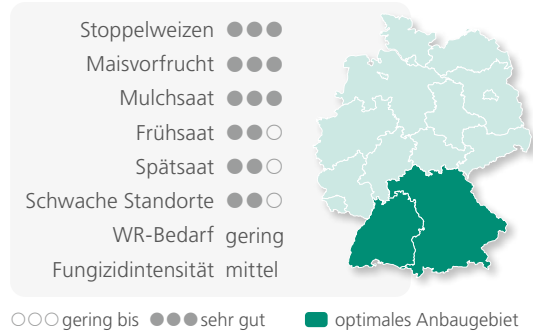 Stoppelweizen ●●●
Maisvorfrucht ●●●
Mulchsaat ●●●
Frühsaat ●●○
Spätsaat ●●○
Schwache Standorte ●●○
WR-Bedarf gering
Fungizidintensität mittel
○○○ gering bis ●●● sehr gut optimales Anbaugebiet